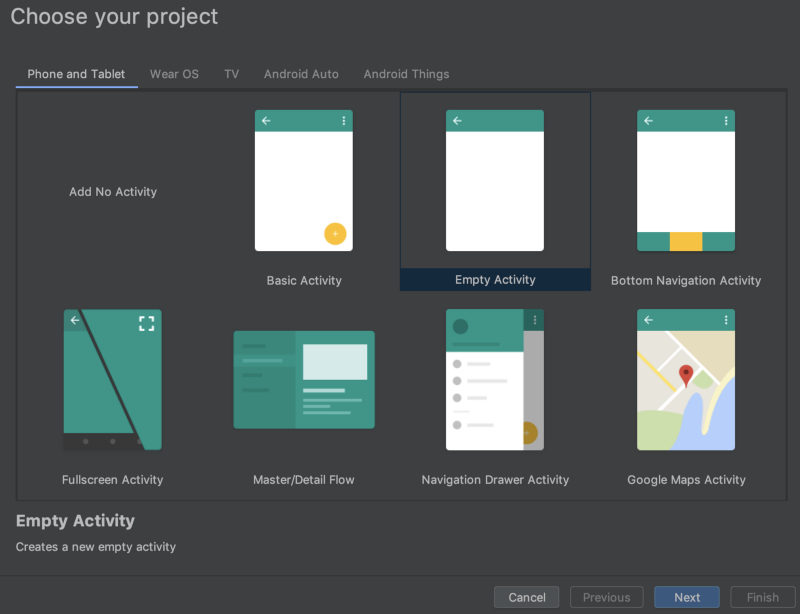 Choose your project
Phone and Tablet Wear OS TV Android Auto Android Things
Add No Activity
Basic Activity Empty Activity Bottom Navigation Activity
Fullscreen Activity Master/Detail Flow Navigation Drawer Activity Google Maps Activity
Empty Activity
Creates a new empty activity
Cancel Previous Next Finish